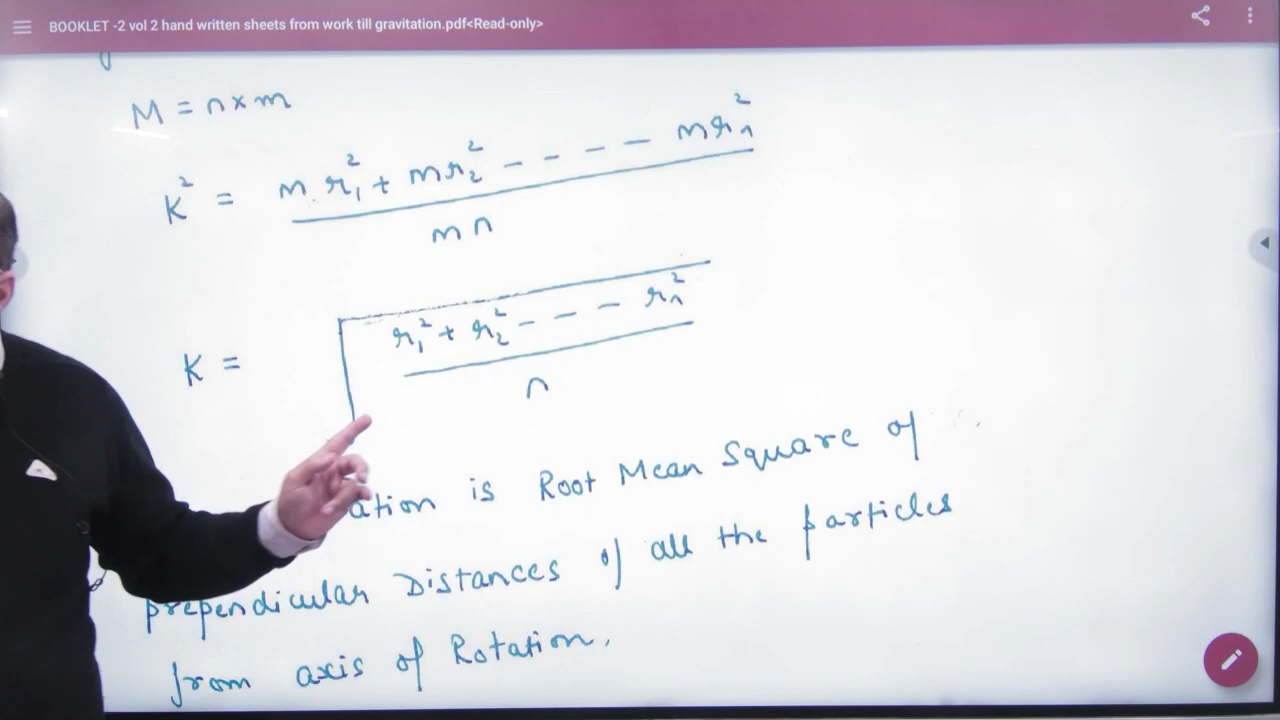 BOOKLET -2 vol 2 hand written sheets from work till gravitation.pdf<Read-only>
M = n x m
K² = m r₁² + m r₂² - - - - m rₙ² / m n
K = √ r₁² + r₂² - - - rₙ² / n
ation is Root Mean Square of
prependicular Distances of all the particles
from axis of Rotation.